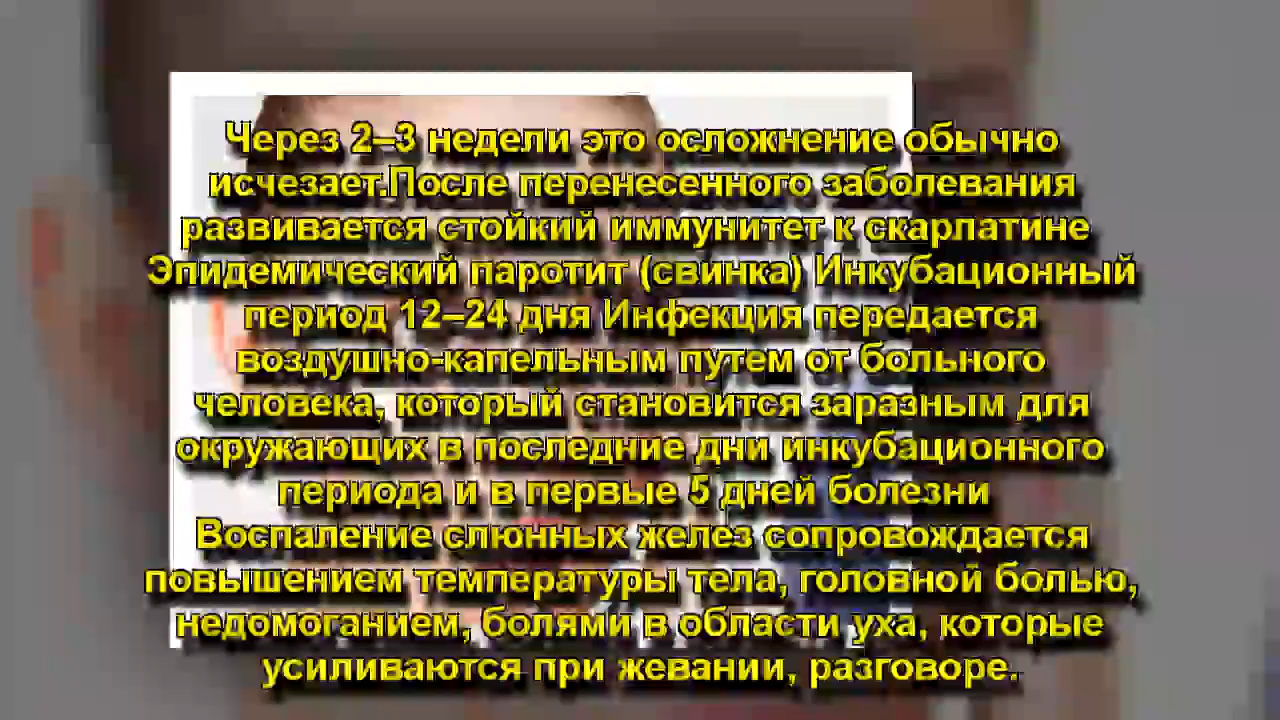 Через 2–3 недели это осложнение обычно
исчезает.После перенесенного заболевания
развивается стойкий иммунитет к скарлатине
Эпидемический паротит (свинка) Инкубационный
период 12–24 дня Инфекция передается
воздушно-капельным путем от больного
человека, который становится заразным для
окружающих в последние дни инкубационного
периода и в первые 5 дней болезни
Воспаление слюнных желез сопровождается
повышением температуры тела, головной болью,
недомоганием, болями в области уха, которые
усиливаются при жевании, разговоре.